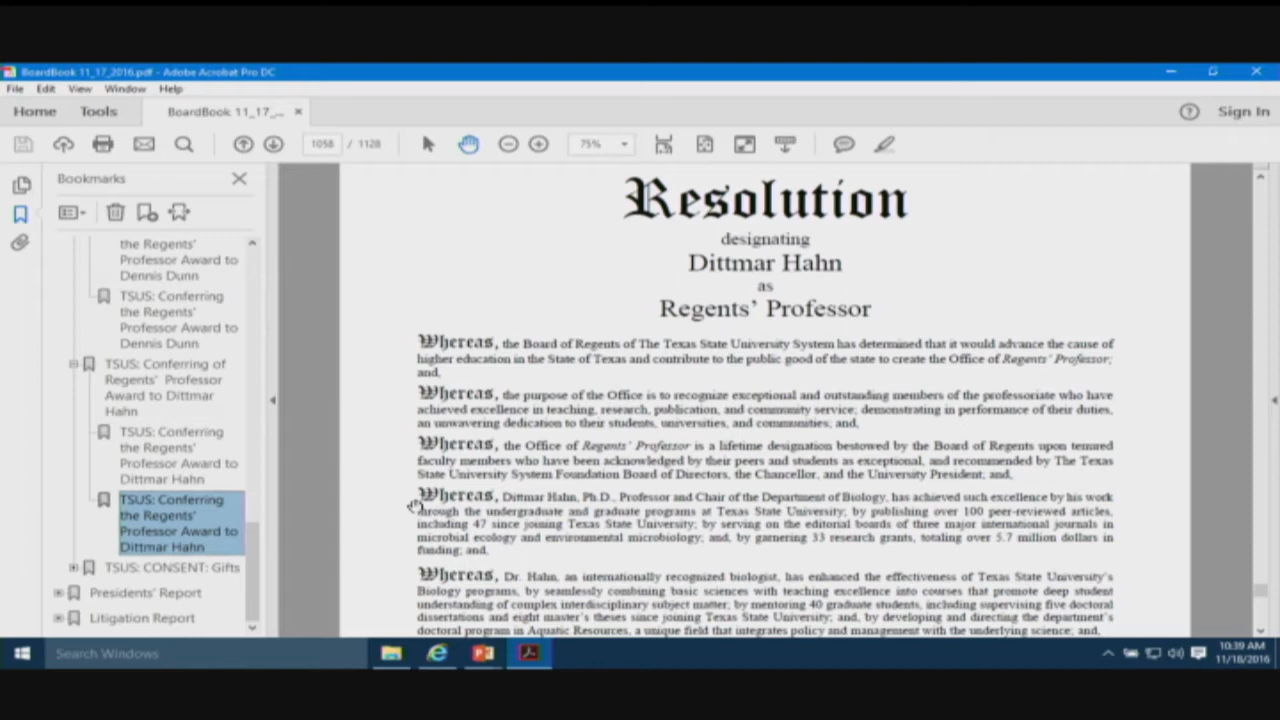 BoardBook 11_17_2016.pdf - Adobe Acrobat Pro DC
File Edit View Window Help
Home Tools BoardBook 11_17_... ×
Sign In
1058 / 1128
75%
Bookmarks
the Regents'
Professor Award to
Dennis Dunn
TSUS: Conferring
the Regents'
Professor Award to
Dennis Dunn
TSUS: Conferring of
Regents' Professor
Award to Dittmar
Hahn
TSUS: Conferring
the Regents'
Professor Award to
Dittmar Hahn
TSUS: Conferring
the Regents'
Professor Award to
Dittmar Hahn
TSUS: CONSENT: Gifts
Presidents' Report
Litigation Report
Resolution
designating
Dittmar Hahn
as
Regents' Professor
Whereas, the Board of Regents of The Texas State University System has determined that it would advance the cause of
higher education in the State of Texas and contribute to the public good of the state to create the Office of Regents' Professor;
and,
Whereas, the purpose of the Office is to recognize exceptional and outstanding members of the professoriate who have
achieved excellence in teaching, research, publication, and community service; demonstrating in performance of their duties,
an unwavering dedication to their students, universities, and communities; and,
Whereas, the Office of Regents' Professor is a lifetime designation bestowed by the Board of Regents upon tenured
faculty members who have been acknowledged by their peers and students as exceptional, and recommended by The Texas
State University System Foundation Board of Directors, the Chancellor, and the University President; and,
Whereas, Dittmar Hahn, Ph.D., Professor and Chair of the Department of Biology, has achieved such excellence by his work
through the undergraduate and graduate programs at Texas State University; by publishing over 100 peer-reviewed articles,
including 47 since joining Texas State University; by serving on the editorial boards of three major international journals in
microbial ecology and environmental microbiology; and, by garnering 33 research grants, totaling over 5.7 million dollars in
funding; and,
Whereas, Dr. Hahn, an internationally recognized biologist, has enhanced the effectiveness of Texas State University's
Biology programs, by seamlessly combining basic sciences with teaching excellence into courses that promote deep student
understanding of complex interdisciplinary subject matter; by mentoring 40 graduate students, including supervising five doctoral
dissertations and eight master's theses since joining Texas State University; and, by developing and directing the department's
doctoral program in Aquatic Resources, a unique field that integrates policy and management with the underlying science; and,
Search Windows
10:39 AM
11/18/2016